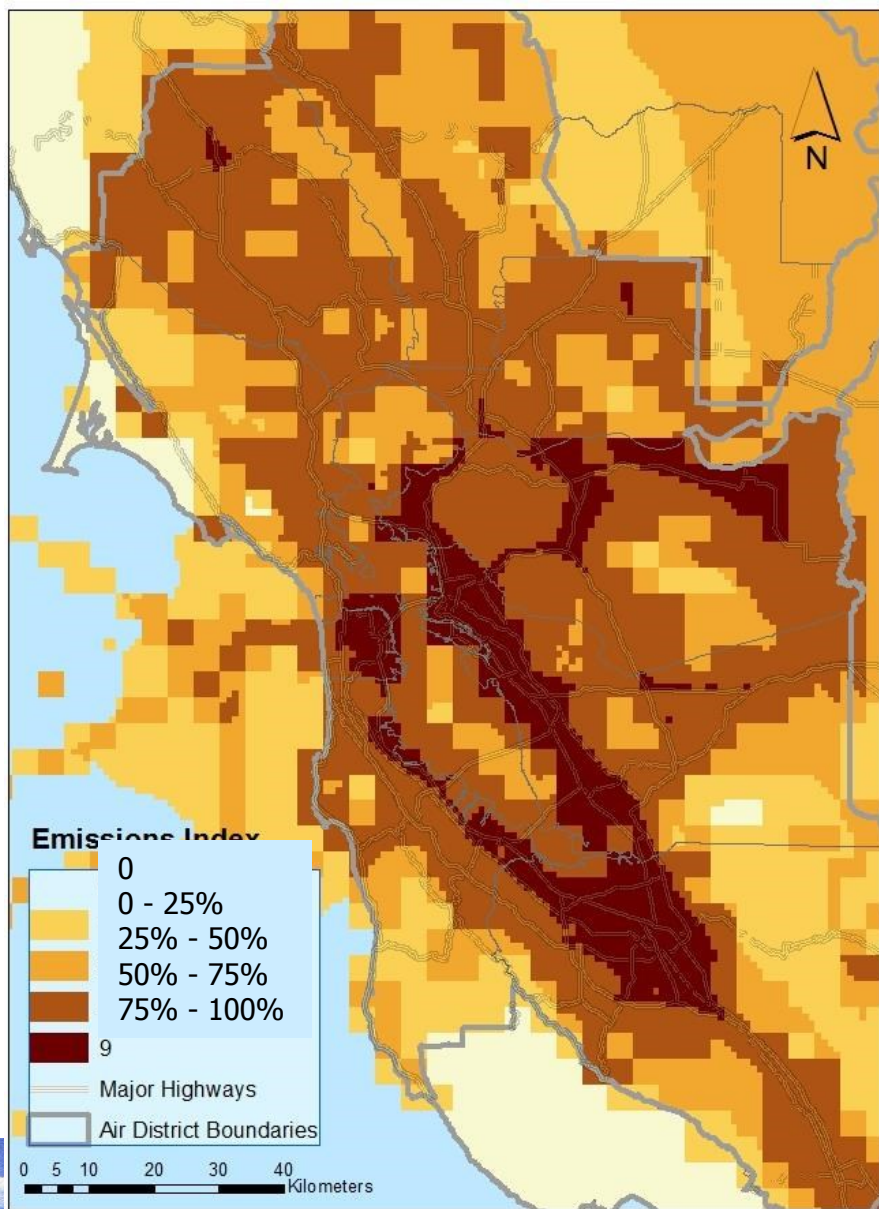 N
Emissions Index
0
0 - 25%
25% - 50%
50% - 75%
75% - 100%
9
Major Highways
Air District Boundaries
0 5 10 20 30 40
Kilometers